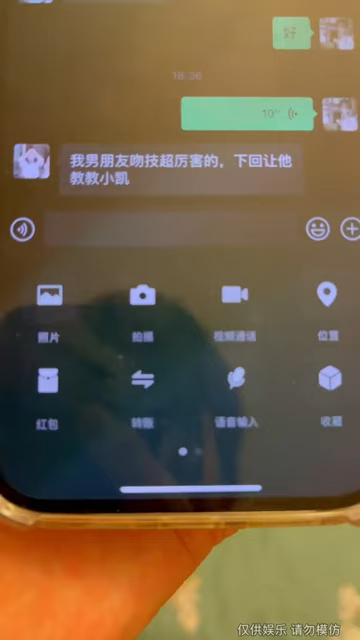 好
18:36
10"
我男朋友吻技超厉害的，下回让他
教教小凯
照片 拍摄 视频通话 位置
红包 转账 语音输入 收藏
仅供娱乐 请勿模仿